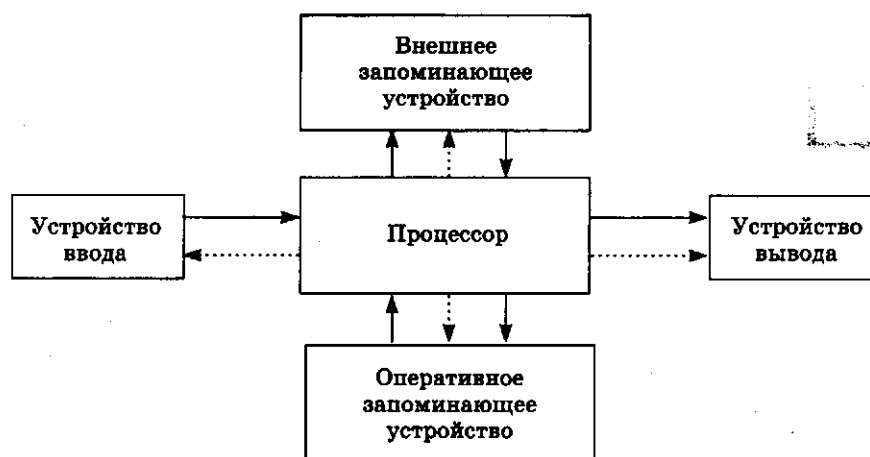 Внешнее
запоминающее
устройство
Устройство
ввода
Процессор
Устройство
вывода
Оперативное
запоминающее
устройство